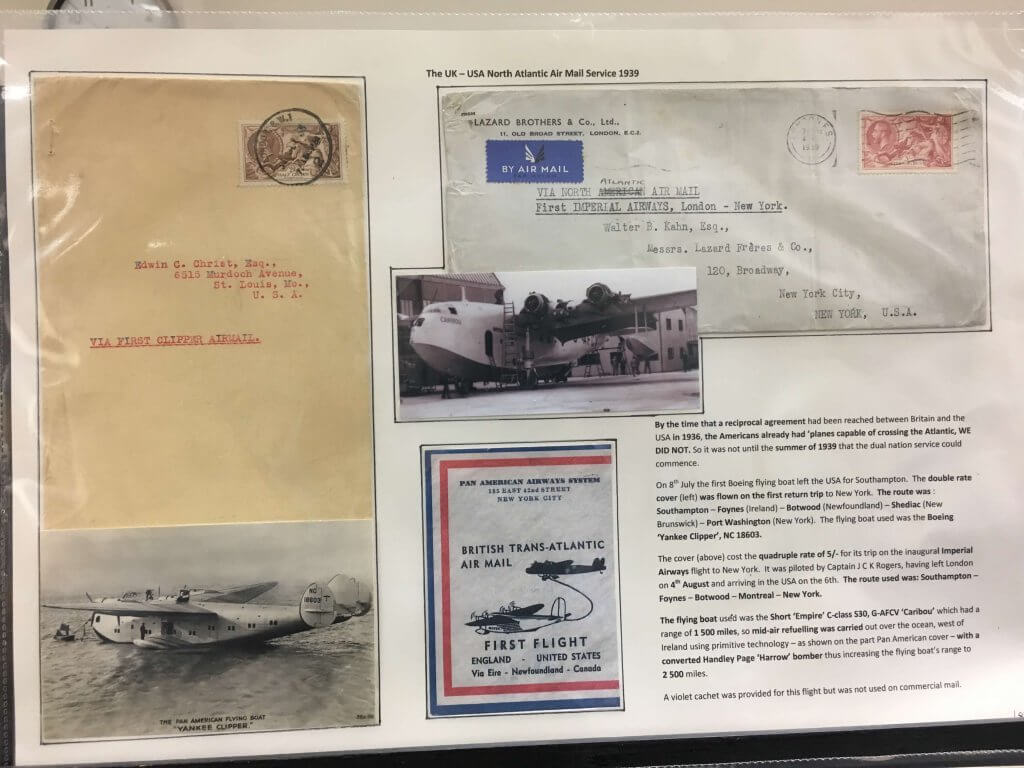 The UK – USA North Atlantic Air Mail Service 1939
Edwin C. Christ, Esq.,
6515 Murdoch Avenue,
St. Louis, Mo.,
U. S. A.
VIA FIRST CLIPPER AIRMAIL.
NC
18603
THE PAN AMERICAN FLYING BOAT
"YANKEE CLIPPER."
FROM
LAZARD BROTHERS & Co., Ltd.,
11, OLD BROAD STREET, LONDON, E.C.2.
BY AIR MAIL
1939
ATLANTIC
VIA NORTH AMERICAN AIR MAIL
First IMPERIAL AIRWAYS, London - New York.
Walter B. Kahn, Esq.,
Messrs. Lazard Frères & Co.,
120, Broadway,
New York City,
NEW YORK, U.S.A.
CARIBOU
PAN AMERICAN AIRWAYS SYSTEM
135 EAST 42nd STREET
NEW YORK CITY
BRITISH TRANS-ATLANTIC
AIR MAIL
FIRST FLIGHT
ENGLAND - UNITED STATES
Via Eire - Newfoundland - Canada
By the time that a reciprocal agreement had been reached between Britain and the
USA in 1936, the Americans already had 'planes capable of crossing the Atlantic, WE
DID NOT. So it was not until the summer of 1939 that the dual nation service could
commence.
On 8th July the first Boeing flying boat left the USA for Southampton. The double rate
cover (left) was flown on the first return trip to New York. The route was :
Southampton – Foynes (Ireland) – Botwood (Newfoundland) – Shediac (New
Brunswick) – Port Washington (New York). The flying boat used was the Boeing
'Yankee Clipper', NC 18603.
The cover (above) cost the quadruple rate of 5/- for its trip on the inaugural Imperial
Airways flight to New York. It was piloted by Captain J C K Rogers, having left London
on 4th August and arriving in the USA on the 6th. The route used was: Southampton –
Foynes – Botwood – Montreal – New York.
The flying boat used was the Short 'Empire' C-class S30, G-AFCV 'Caribou' which had a
range of 1 500 miles, so mid-air refuelling was carried out over the ocean, west of
Ireland using primitive technology – as shown on the part Pan American cover – with a
converted Handley Page 'Harrow' bomber thus increasing the flying boat's range to
2 500 miles.
A violet cachet was provided for this flight but was not used on commercial mail.